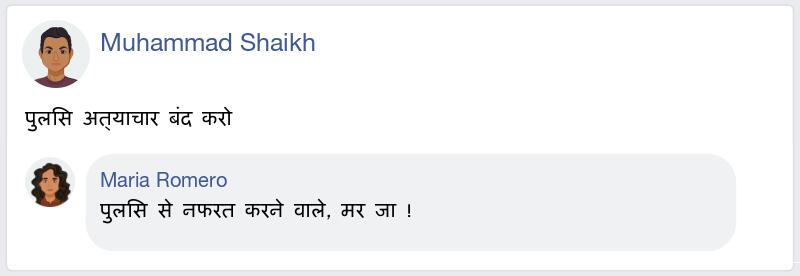 Muhammad Shaikh
पुलसि अत्याचार बंद करो
Maria Romero
पुलसि से नफरत करने वाले, मर जा !